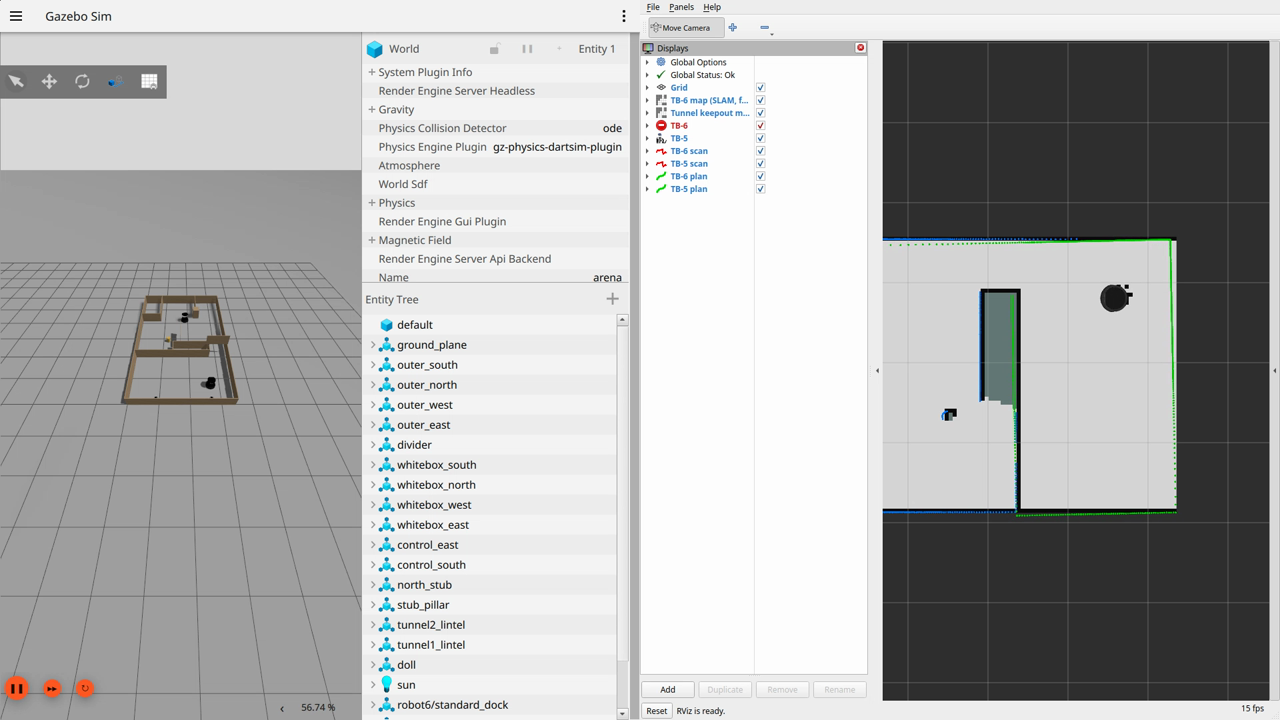 Gazebo Sim
World
Entity 1
System Plugin Info
Render Engine Server Headless
Gravity
Physics Collision Detector ode
Physics Engine Plugin gz-physics-dartsim-plugin
Atmosphere
World Sdf
Physics
Render Engine Gui Plugin
Magnetic Field
Render Engine Server Api Backend
Name arena
Entity Tree
default
ground_plane
outer_south
outer_north
outer_west
outer_east
divider
whitebox_south
whitebox_north
whitebox_west
whitebox_east
control_east
control_south
north_stub
stub_pillar
tunnel2_lintel
tunnel1_lintel
doll
sun
robot6/standard_dock
56.74 %
File Panels Help
Move Camera
Displays
Global Options
Global Status: Ok
Grid
TB-6 map (SLAM, f...
Tunnel keepout m...
TB-6
TB-5
TB-6 scan
TB-5 scan
TB-6 plan
TB-5 plan
Add Duplicate Remove Rename
Reset RViz is ready.
15 fps